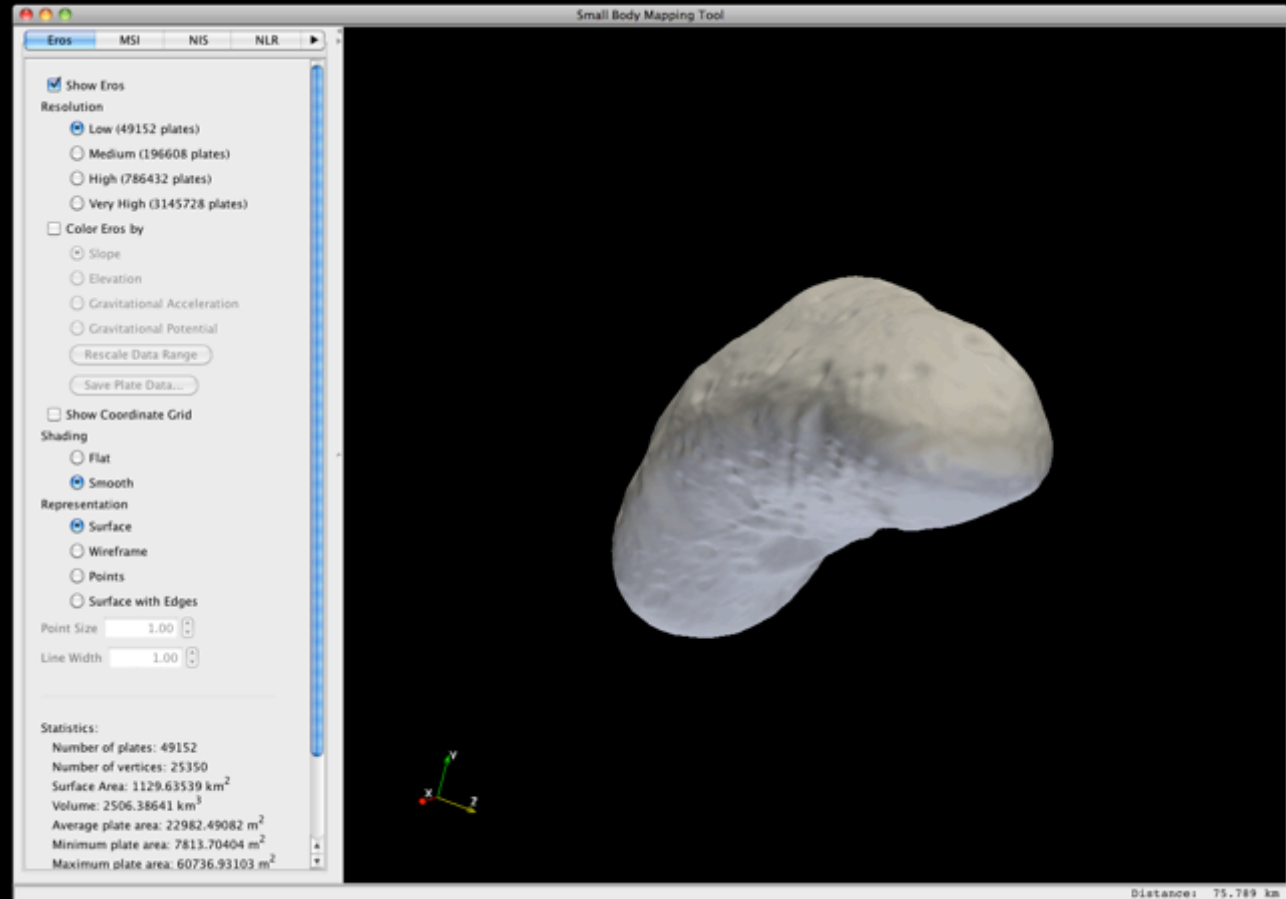 Small Body Mapping Tool
Eros MSI NIS NLR
Show Eros
Resolution
Low (49152 plates)
Medium (196608 plates)
High (786432 plates)
Very High (3145728 plates)
Color Eros by
Slope
Elevation
Gravitational Acceleration
Gravitational Potential
Rescale Data Range
Save Plate Data...
Show Coordinate Grid
Shading
Flat
Smooth
Representation
Surface
Wireframe
Points
Surface with Edges
Point Size 1.00
Line Width 1.00
Statistics:
Number of plates: 49152
Number of vertices: 25350
Surface Area: 1129.63539 km²
Volume: 2506.38641 km³
Average plate area: 22982.49082 m²
Minimum plate area: 7813.70404 m²
Maximum plate area: 60736.93103 m²
Y
X
Z
Distance: 75.789 km